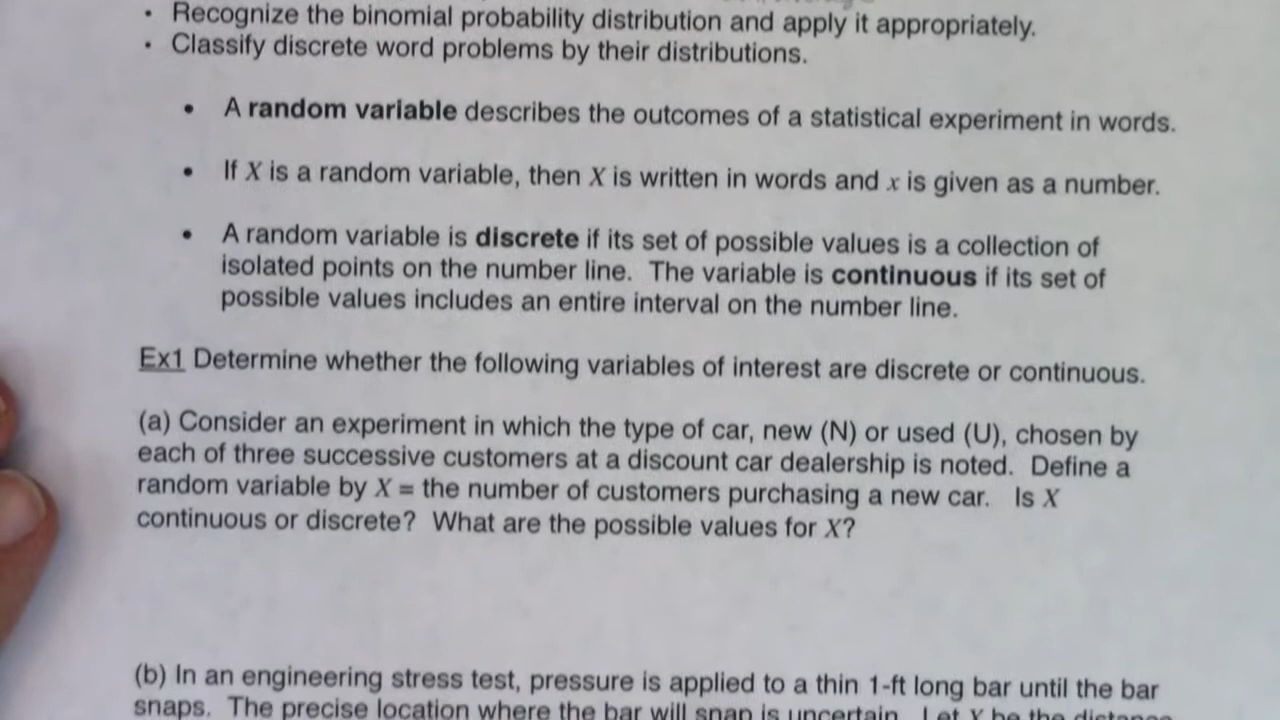 • Recognize the binomial probability distribution and apply it appropriately.
• Classify discrete word problems by their distributions.
• A random variable describes the outcomes of a statistical experiment in words.
• If X is a random variable, then X is written in words and x is given as a number.
• A random variable is discrete if its set of possible values is a collection of
isolated points on the number line. The variable is continuous if its set of
possible values includes an entire interval on the number line.
Ex1 Determine whether the following variables of interest are discrete or continuous.
(a) Consider an experiment in which the type of car, new (N) or used (U), chosen by
each of three successive customers at a discount car dealership is noted. Define a
random variable by X = the number of customers purchasing a new car. Is X
continuous or discrete? What are the possible values for X?
(b) In an engineering stress test, pressure is applied to a thin 1-ft long bar until the bar
snaps. The precise location where the bar will snap is uncertain. Let X be the distance